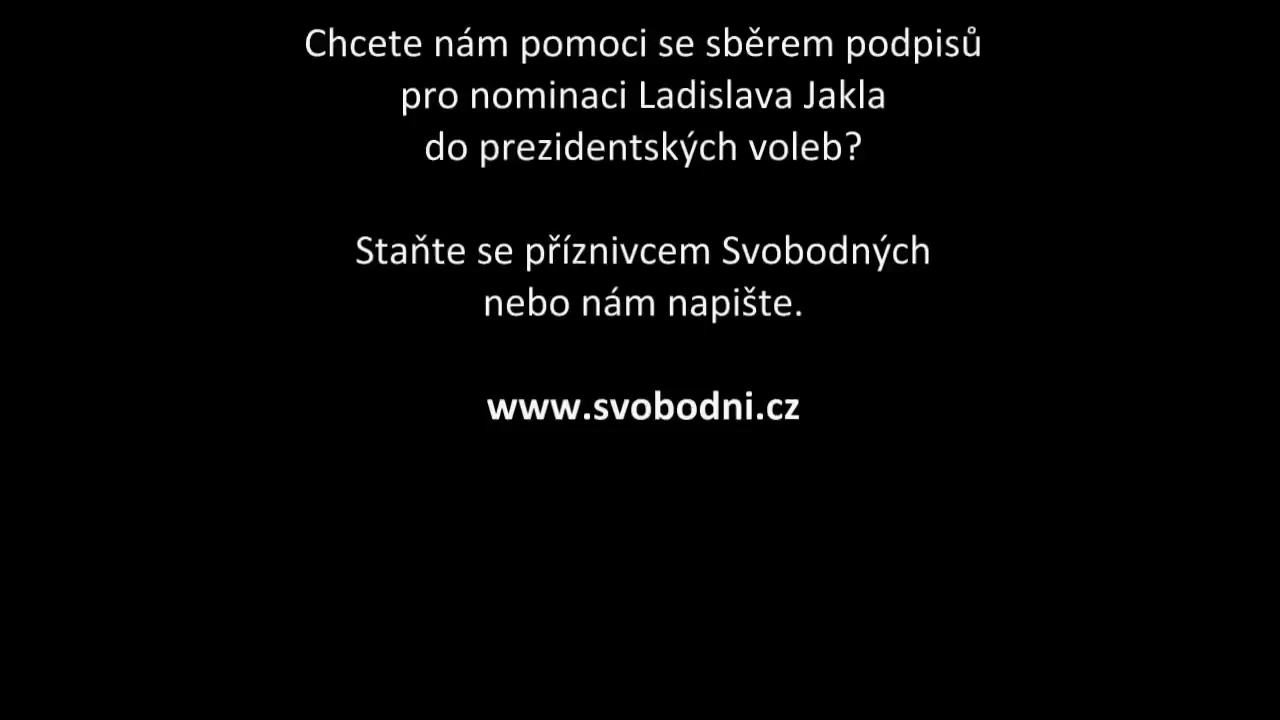 Chcete nám pomoci se sběrem podpisů
pro nominaci Ladislava Jakla
do prezidentských voleb?
Staňte se příznivcem Svobodných
nebo nám napište.
www.svobodni.cz